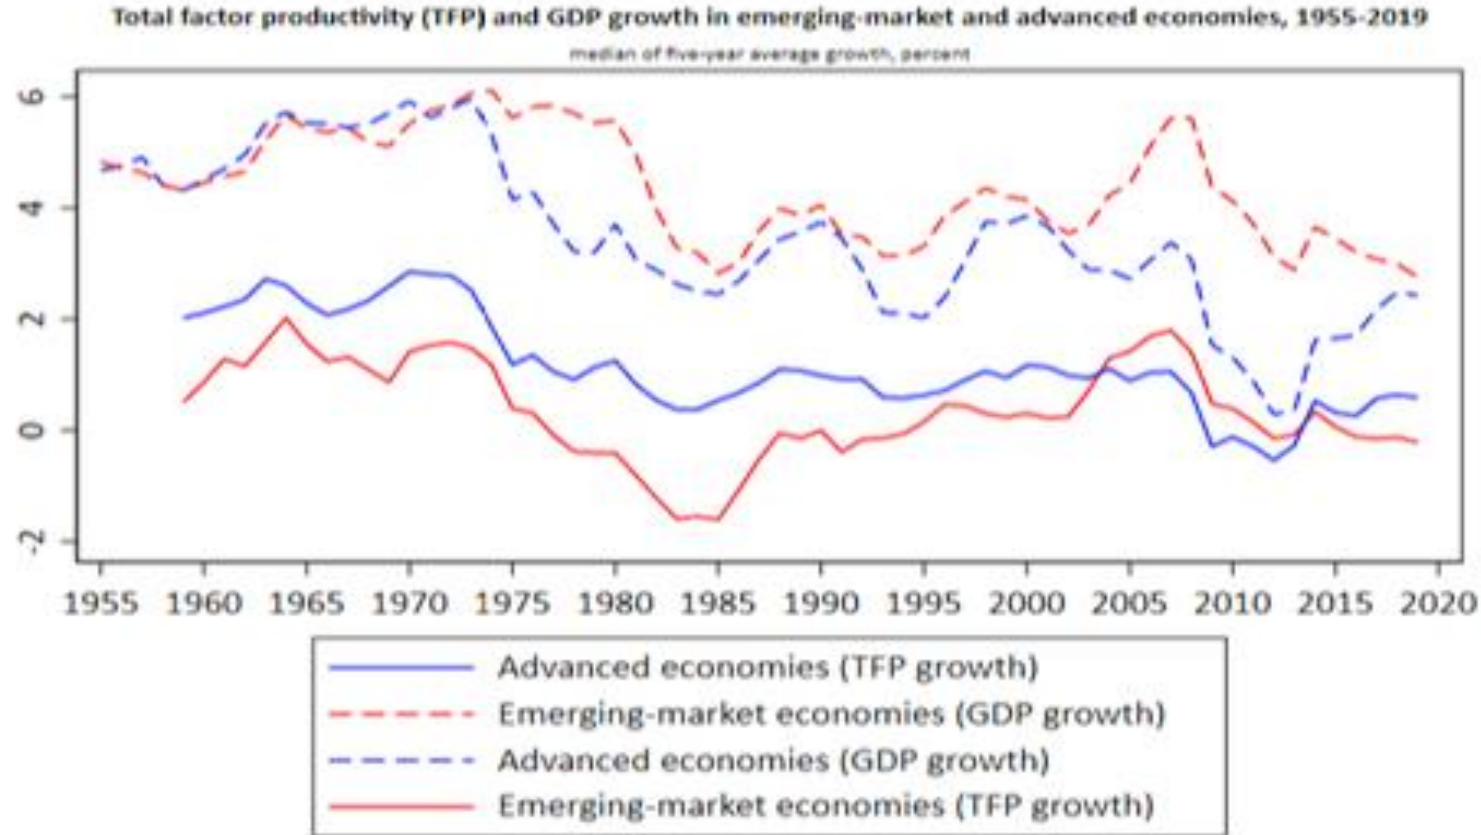 Total factor productivity (TFP) and GDP growth in emerging-market and advanced economies, 1955-2019
median of five-year average growth, percent
6
4
2
0
-2
1955 1960 1965 1970 1975 1980 1985 1990 1995 2000 2005 2010 2015 2020
Advanced economies (TFP growth)
Emerging-market economies (GDP growth)
Advanced economies (GDP growth)
Emerging-market economies (TFP growth)